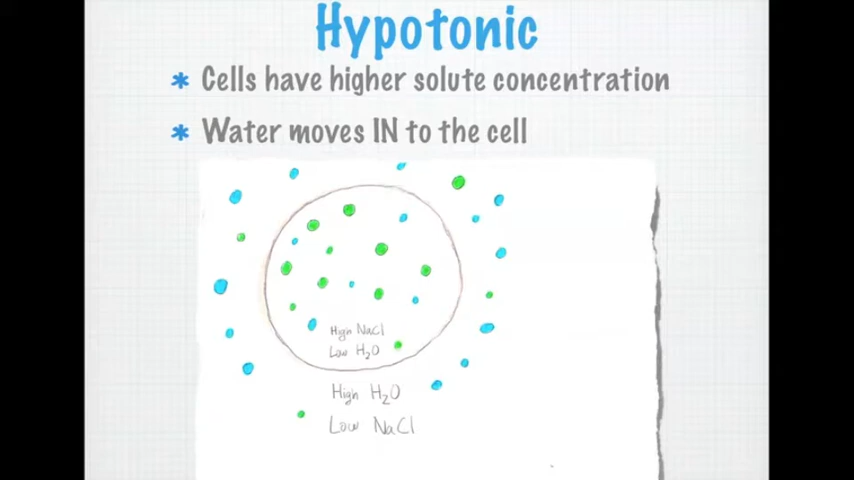 Hypotonic
* Cells have higher solute concentration
* Water moves IN to the cell
High NaCl
Low H₂O
High H₂O
Low NaCl